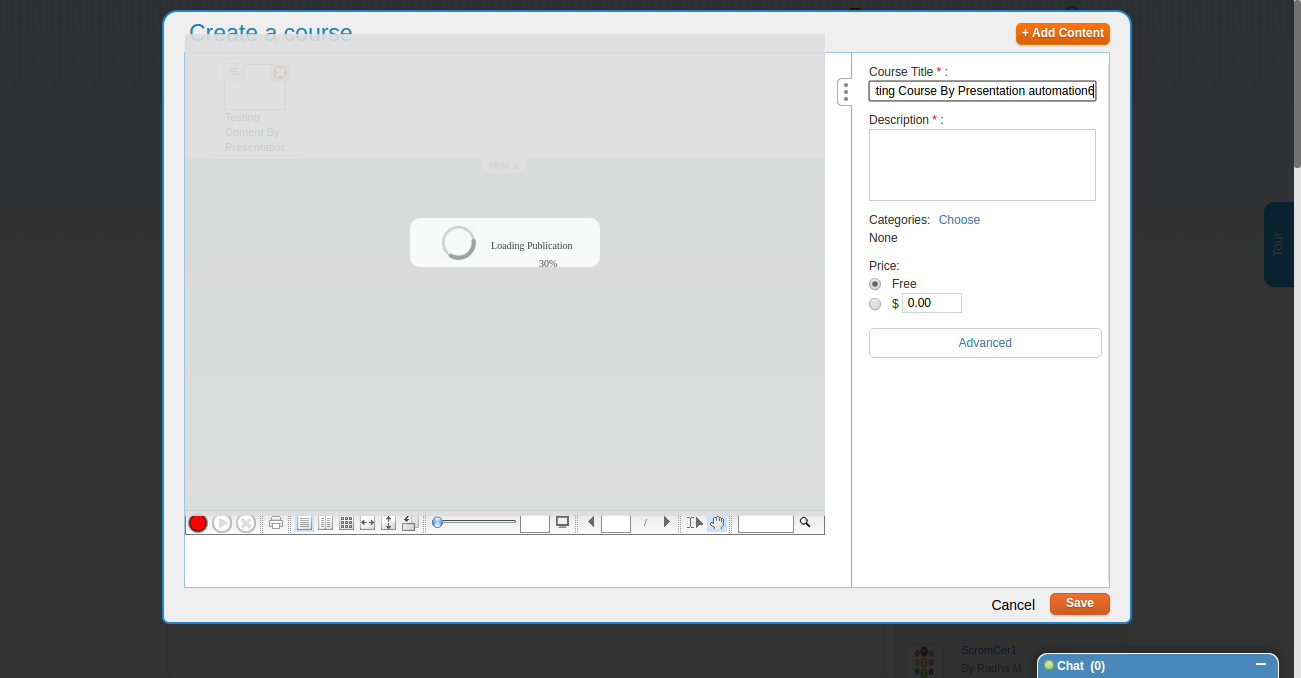 Create a course
+ Add Content
Testing
Content By
Presentation
Hide
Loading Publication
30%
/
Course Title * :
ting Course By Presentation automation6
Description * :
Categories: Choose
None
Price:
Free
$ 0.00
Advanced
Tour
Cancel
Save
ScromCer1
By Radha M
Chat (0)